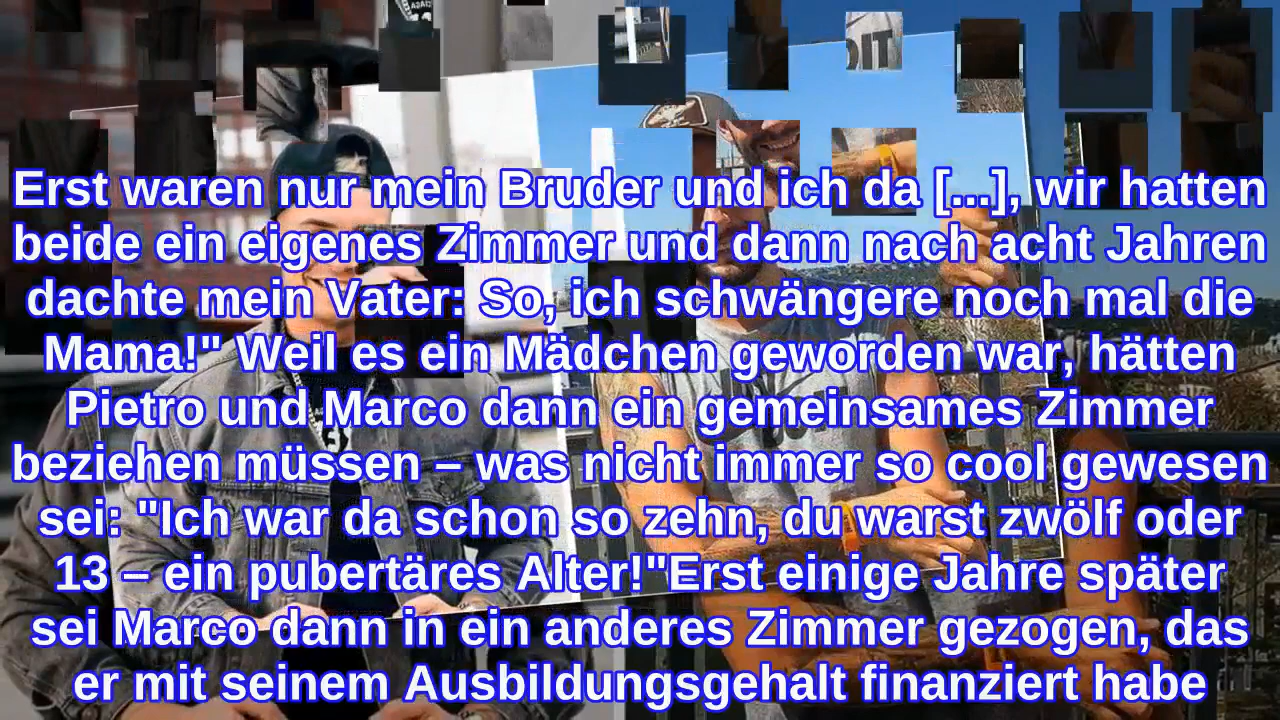 Erst waren nur mein Bruder und ich da [...], wir hatten
beide ein eigenes Zimmer und dann nach acht Jahren
dachte mein Vater: So, ich schwängere noch mal die
Mama!" Weil es ein Mädchen geworden war, hätten
Pietro und Marco dann ein gemeinsames Zimmer
beziehen müssen – was nicht immer so cool gewesen
sei: "Ich war da schon so zehn, du warst zwölf oder
13 – ein pubertäres Alter!"Erst einige Jahre später
sei Marco dann in ein anderes Zimmer gezogen, das
er mit seinem Ausbildungsgehalt finanziert habe